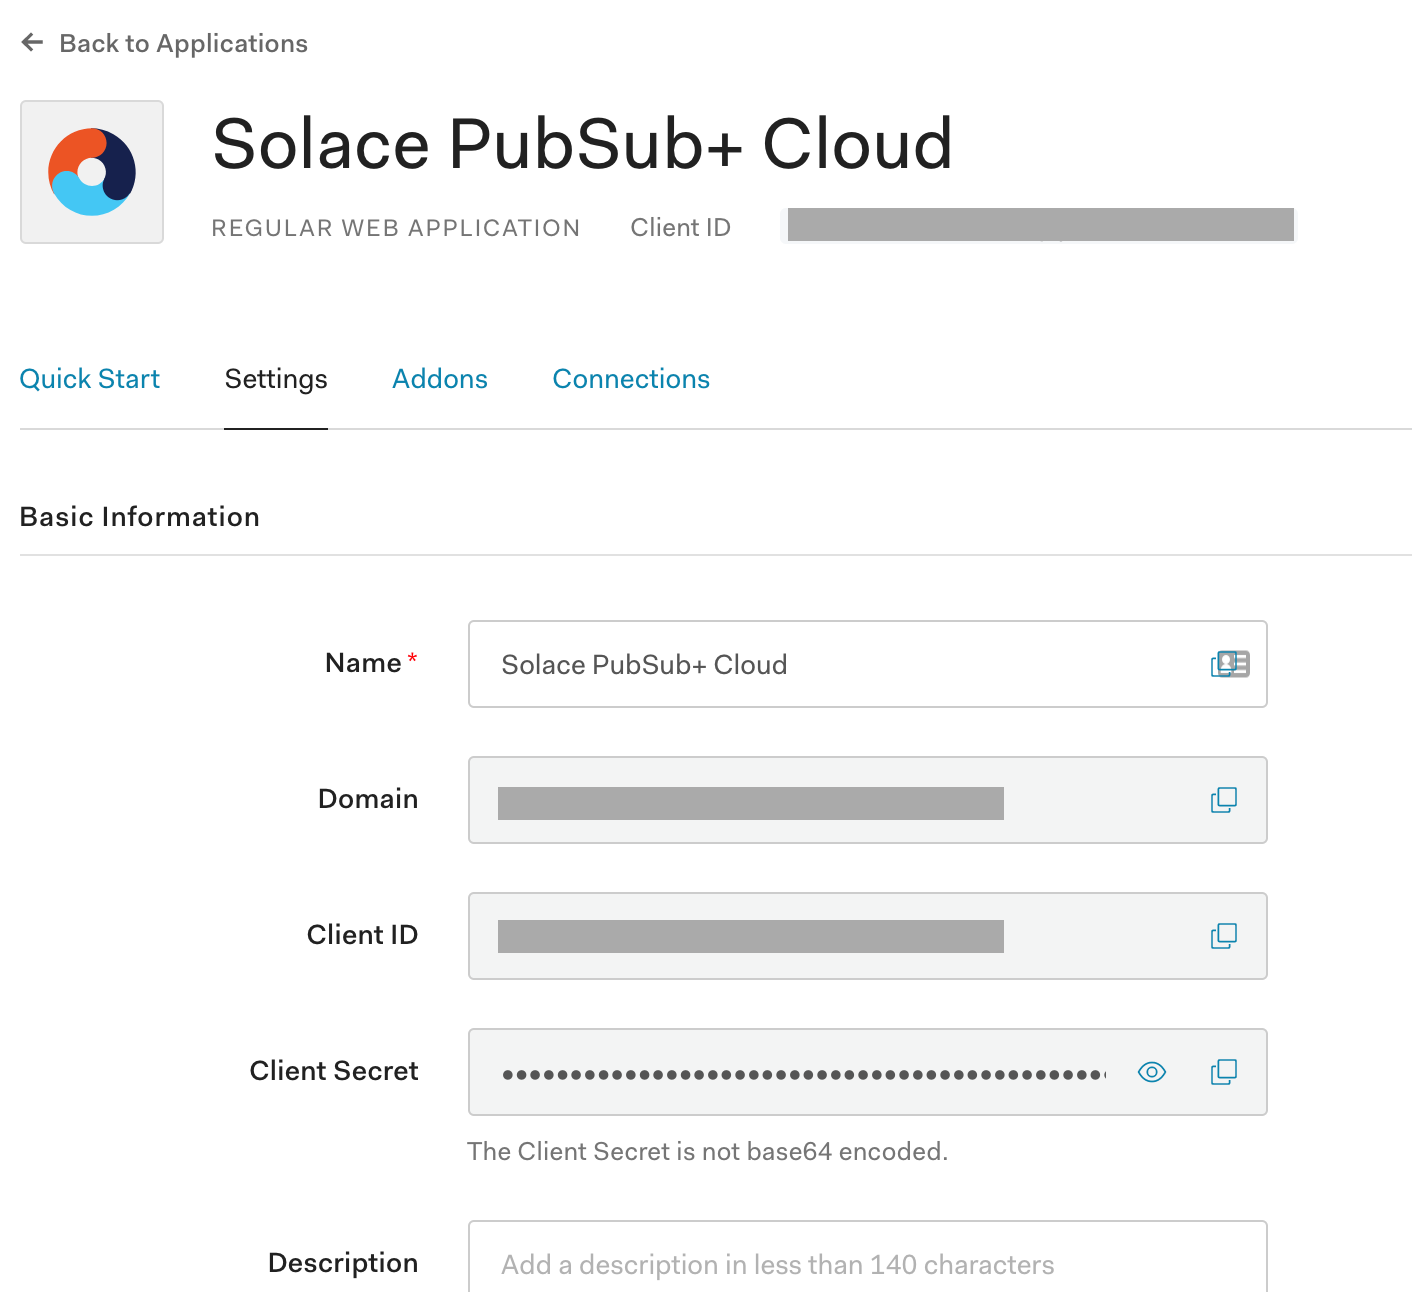 Back to Applications
Solace PubSub+ Cloud
REGULAR WEB APPLICATION Client ID
Quick Start Settings Addons Connections
Basic Information
Name * Solace PubSub+ Cloud
Domain
Client ID
Client Secret
The Client Secret is not base64 encoded.
Description Add a description in less than 140 characters